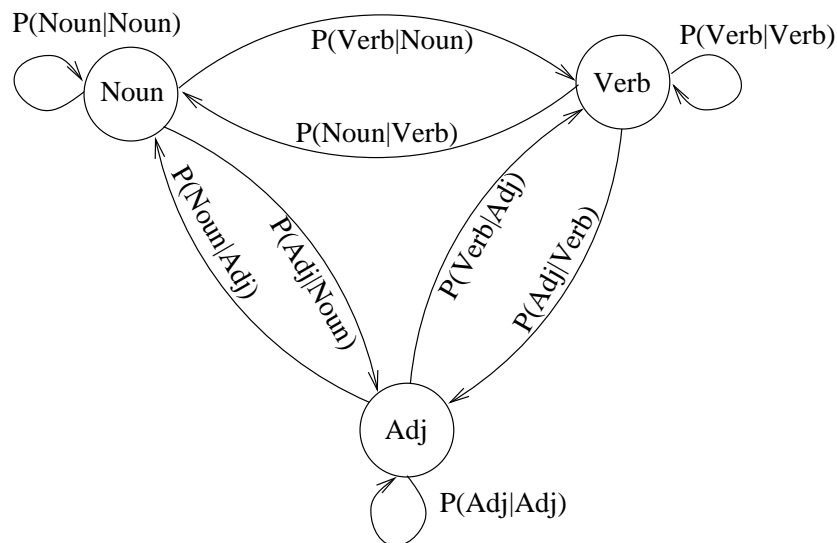 P(Noun|Noun)
P(Verb|Noun)
P(Verb|Verb)
Noun
Verb
P(Noun|Verb)
P(Noun|Adj)
P(Adj|Noun)
P(Verb|Adj)
P(Adj|Verb)
Adj
P(Adj|Adj)